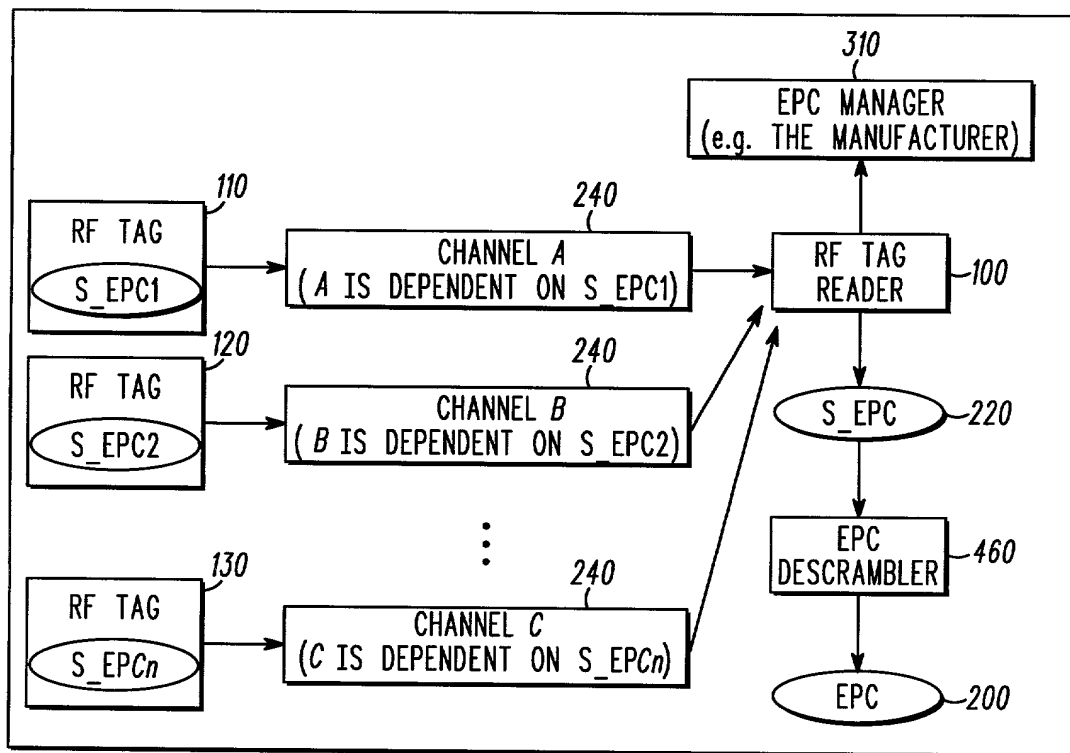 310
EPC MANAGER
(e.g. THE MANUFACTURER)
110
RF TAG
S_EPC1
240
CHANNEL A
(A IS DEPENDENT ON S_EPC1)
RF TAG
READER
100
120
RF TAG
S_EPC2
240
CHANNEL B
(B IS DEPENDENT ON S_EPC2)
S_EPC
220
EPC
DESCRAMBLER
460
130
RF TAG
S_EPCn
240
CHANNEL C
(C IS DEPENDENT ON S_EPCn)
EPC
200